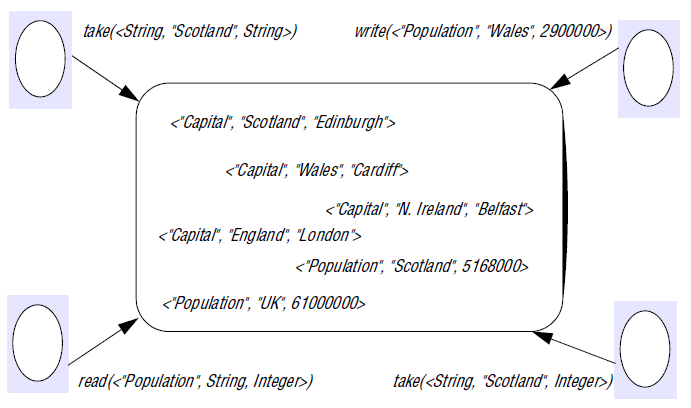 take(<String, "Scotland", String>)
write(<"Population", "Wales", 2900000>)
<"Capital", "Scotland", "Edinburgh">
<"Capital", "Wales", "Cardiff">
<"Capital", "N. Ireland", "Belfast">
<"Capital", "England", "London">
<"Population", "Scotland", 5168000>
<"Population", "UK", 61000000>
read(<"Population", String, Integer>)
take(<String, "Scotland", Integer>)